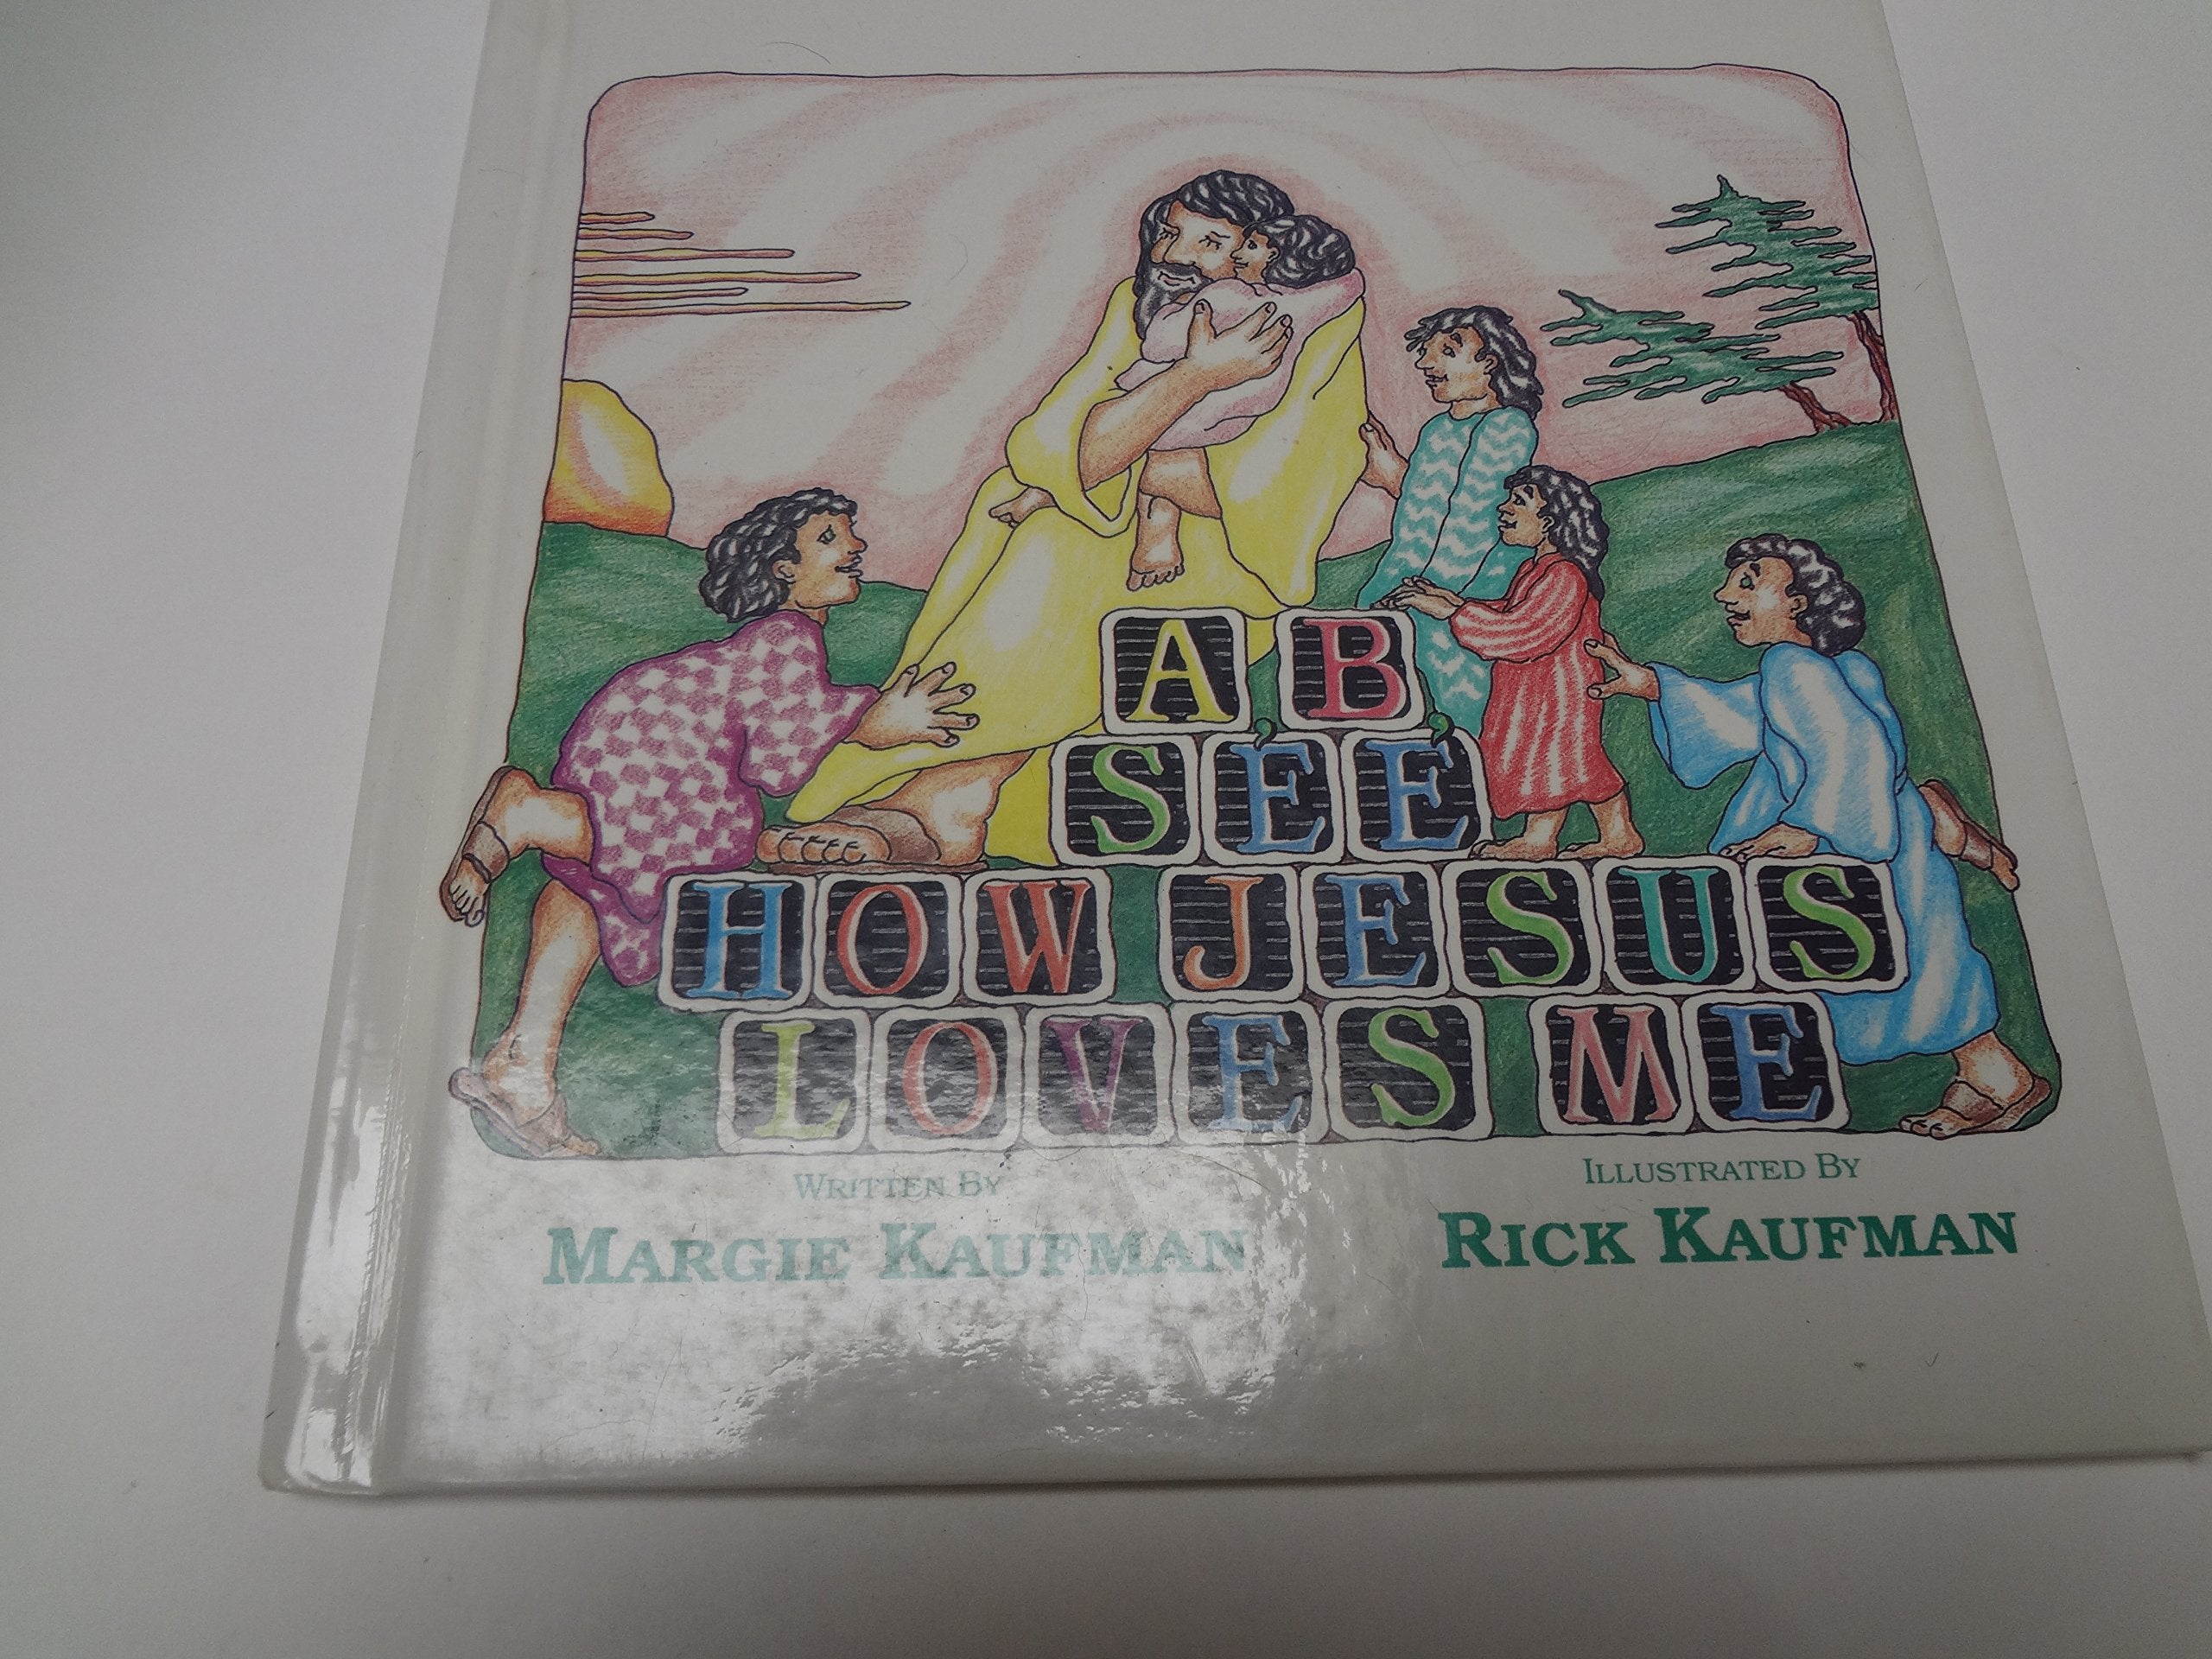 A, B,
SEE
HOW JESUS
LOVES ME
WRITTEN BY
MARGIE KAUFMAN
ILLUSTRATED BY
RICK KAUFMAN